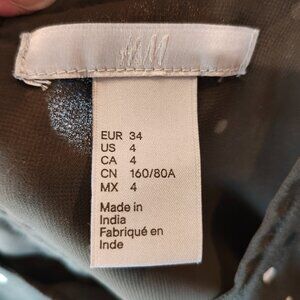 H&M
EUR 34
US 4
CA 4
CN 160/80A
MX 4
Made in
India
Fabriqué en
Inde